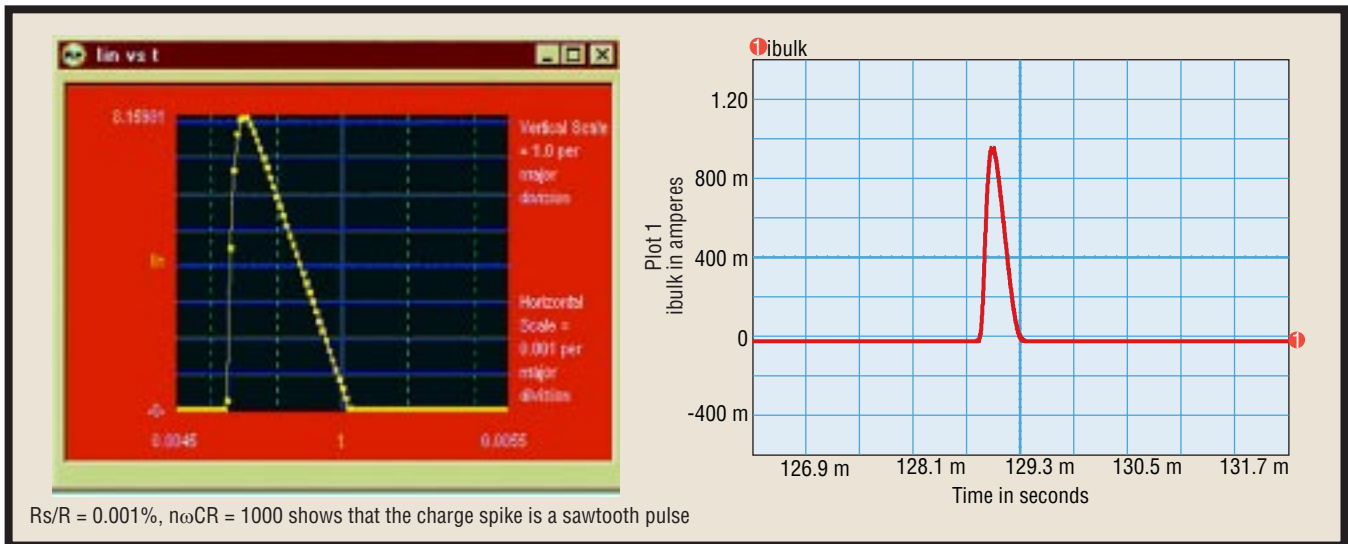 Iin vs t
Vertical Scale
= 1.0 per
major
division
Horizontal
Scale =
0.001 per
major
division
-0-
0.0045
t
0.0055
1 ibulk
1.20
800 m
400 m
0
-400 m
Plot 1
ibulk in amperes
1
126.9 m
128.1 m
129.3 m
130.5 m
131.7 m
Time in seconds
Rs/R = 0.001%, nωCR = 1000 shows that the charge spike is a sawtooth pulse